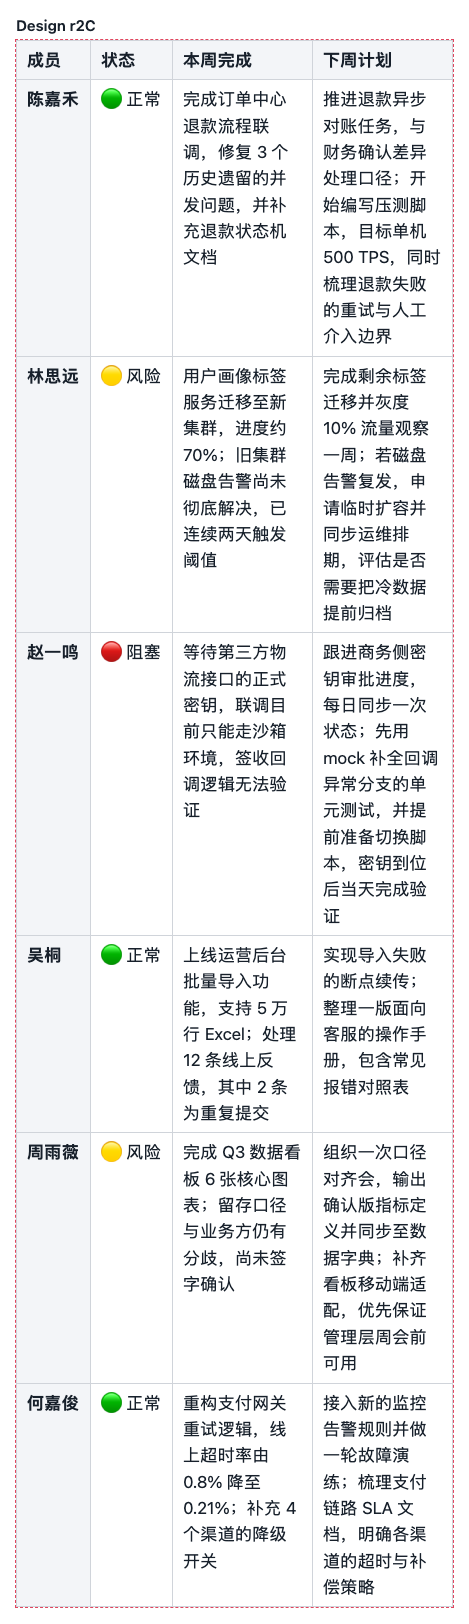 Design r2C
成员 状态 本周完成 下周计划
陈嘉禾 正常
完成订单中心
退款流程联
调，修复 3 个
历史遗留的并
发问题，并补
充退款状态机
文档
推进退款异步
对账任务，与
财务确认差异
处理口径；开
始编写压测脚
本，目标单机
500 TPS，同时
梳理退款失败
的重试与人工
介入边界
林思远 风险
用户画像标签
服务迁移至新
集群，进度约
70%；旧集群
磁盘告警尚未
彻底解决，已
连续两天触发
阈值
完成剩余标签
迁移并灰度
10% 流量观察
一周；若磁盘
告警复发，申
请临时扩容并
同步运维排
期，评估是否
需要把冷数据
提前归档
赵一鸣 阻塞
等待第三方物
流接口的正式
密钥，联调目
前只能走沙箱
环境，签收回
调逻辑无法验
证
跟进商务侧密
钥审批进度，
每日同步一次
状态；先用
mock 补全回调
异常分支的单
元测试，并提
前准备切换脚
本，密钥到位
后当天完成验
证
吴桐 正常
上线运营后台
批量导入功
能，支持 5 万
行 Excel；处理
12 条线上反
馈，其中 2 条
为重复提交
实现导入失败
的断点续传；
整理一版面向
客服的操作手
册，包含常见
报错对照表
周雨薇 风险
完成 Q3 数据看
板 6 张核心图
表；留存口径
与业务方仍有
分歧，尚未签
字确认
组织一次口径
对齐会，输出
确认版指标定
义并同步至数
据字典；补齐
看板移动端适
配，优先保证
管理层周会前
可用
何嘉俊 正常
重构支付网关
重试逻辑，线
上超时率由
0.8% 降至
0.21%；补充 4
个渠道的降级
开关
接入新的监控
告警规则并做
一轮故障演
练；梳理支付
链路 SLA 文
档，明确各渠
道的超时与补
偿策略